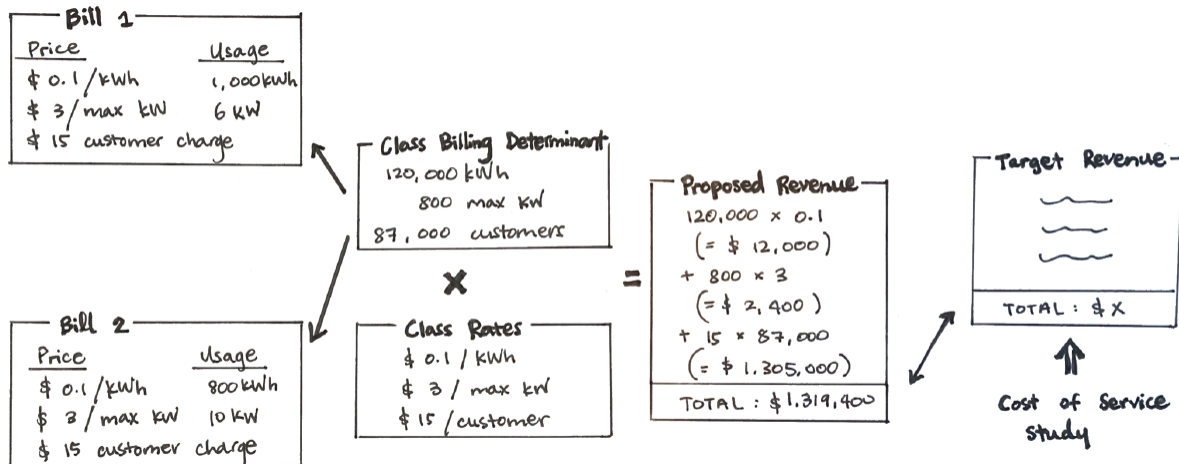 Bill 1
Price Usage
$ 0.1 / kWh 1,000 kWh
$ 3 / max kW 6 kW
$ 15 customer charge
Class Billing Determinant
120,000 kWh
800 max kW
87,000 customers
×
Class Rates
$ 0.1 / kWh
$ 3 / max kW
$ 15 / customer
Bill 2
Price Usage
$ 0.1 / kWh 800 kWh
$ 3 / max kW 10 kW
$ 15 customer charge
=
Proposed Revenue
120,000 × 0.1
(= $ 12,000)
+ 800 × 3
(= $ 2,400)
+ 15 × 87,000
(= $ 1,305,000)
TOTAL : $ 1,319,400
Target Revenue
TOTAL : $ X
Cost of Service
Study